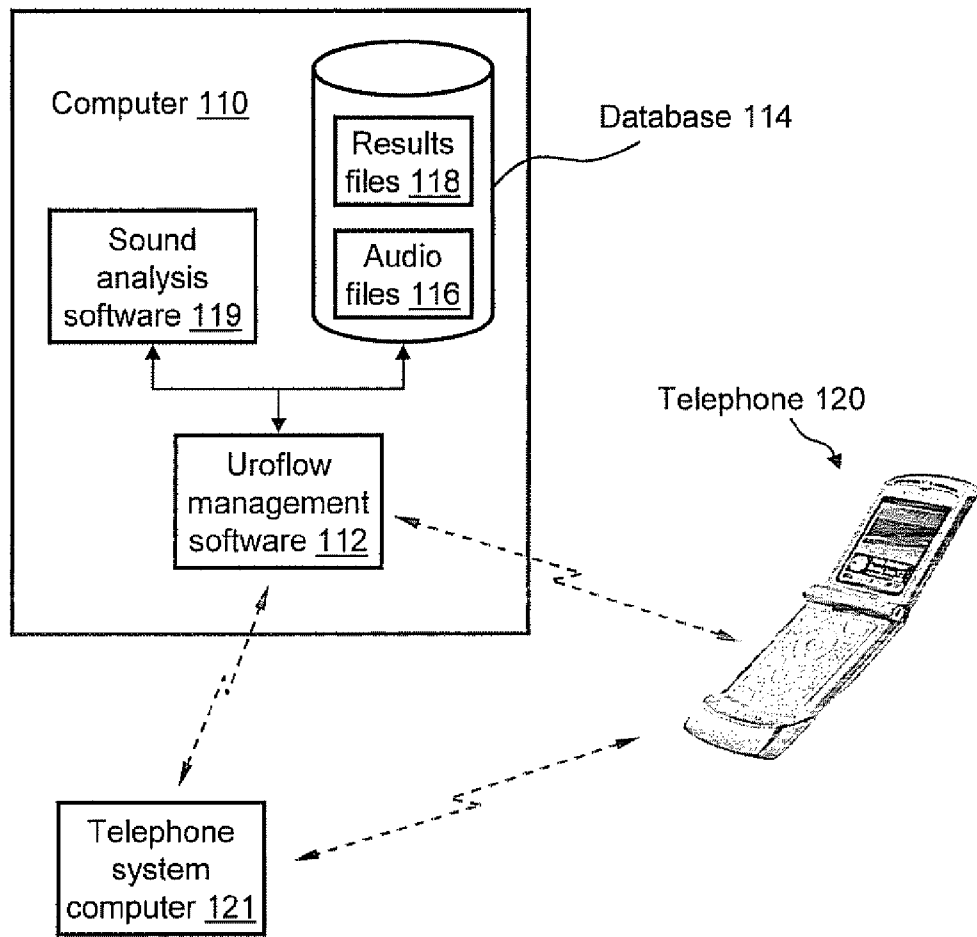 Computer 110
Results
files 118
Database 114
Sound
analysis
software 119
Audio
files 116
Telephone 120
Uroflow
management
software 112
Telephone
system
computer 121